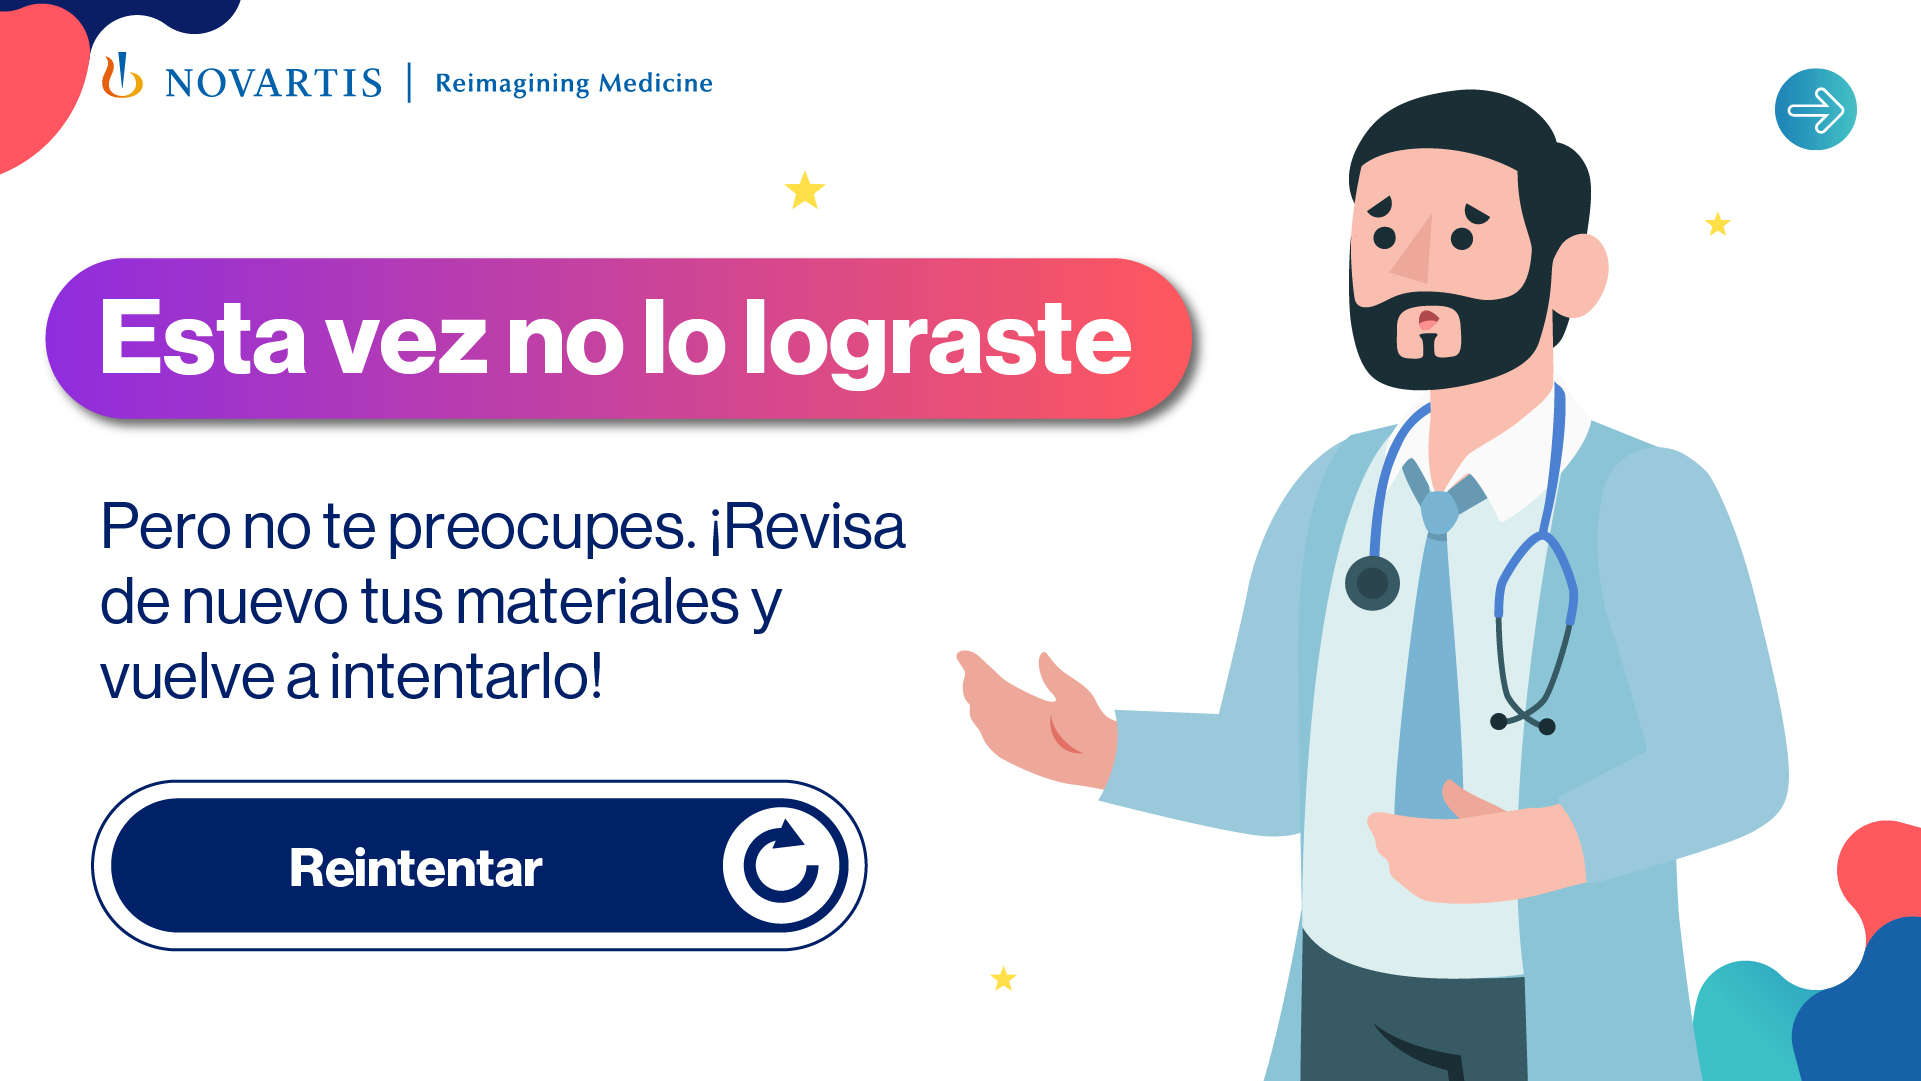 NOVARTIS | Reimagining Medicine
Esta vez no lo lograste
Pero no te preocupes. ¡Revisa
de nuevo tus materiales y
vuelve a intentarlo!
Reintentar